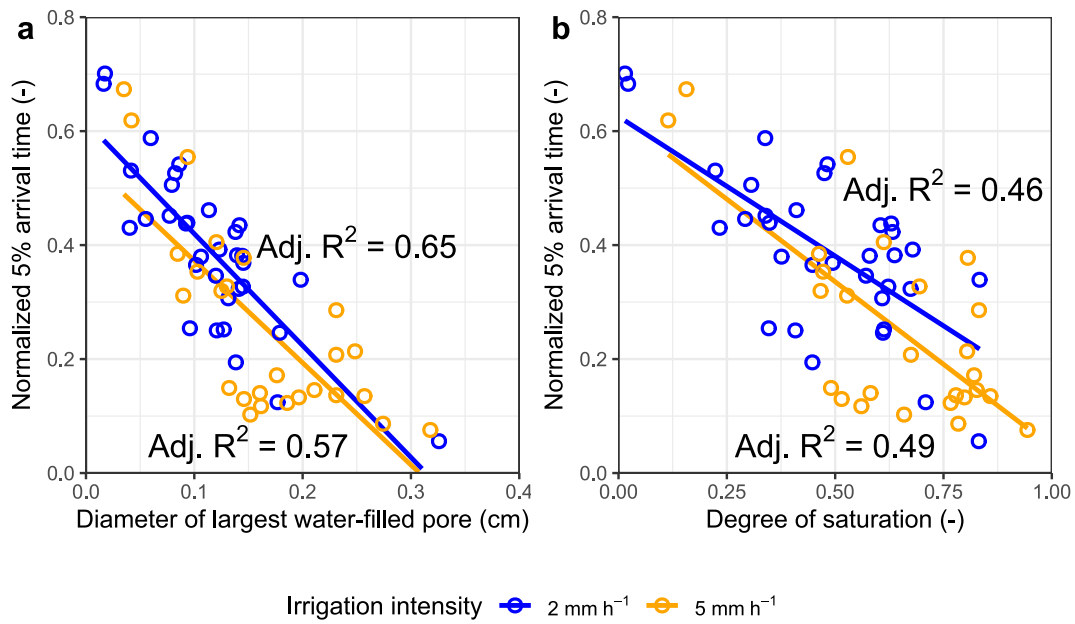 a
Normalized 5% arrival time (-)
0.8
0.6
0.4
0.2
0.0
Adj. R² = 0.65
Adj. R² = 0.57
0.0 0.1 0.2 0.3 0.4
Diameter of largest water-filled pore (cm)
b
Normalized 5% arrival time (-)
0.8
0.6
0.4
0.2
0.0
Adj. R² = 0.46
Adj. R² = 0.49
0.00 0.25 0.50 0.75 1.00
Degree of saturation (-)
Irrigation intensity 2 mm h⁻¹ 5 mm h⁻¹